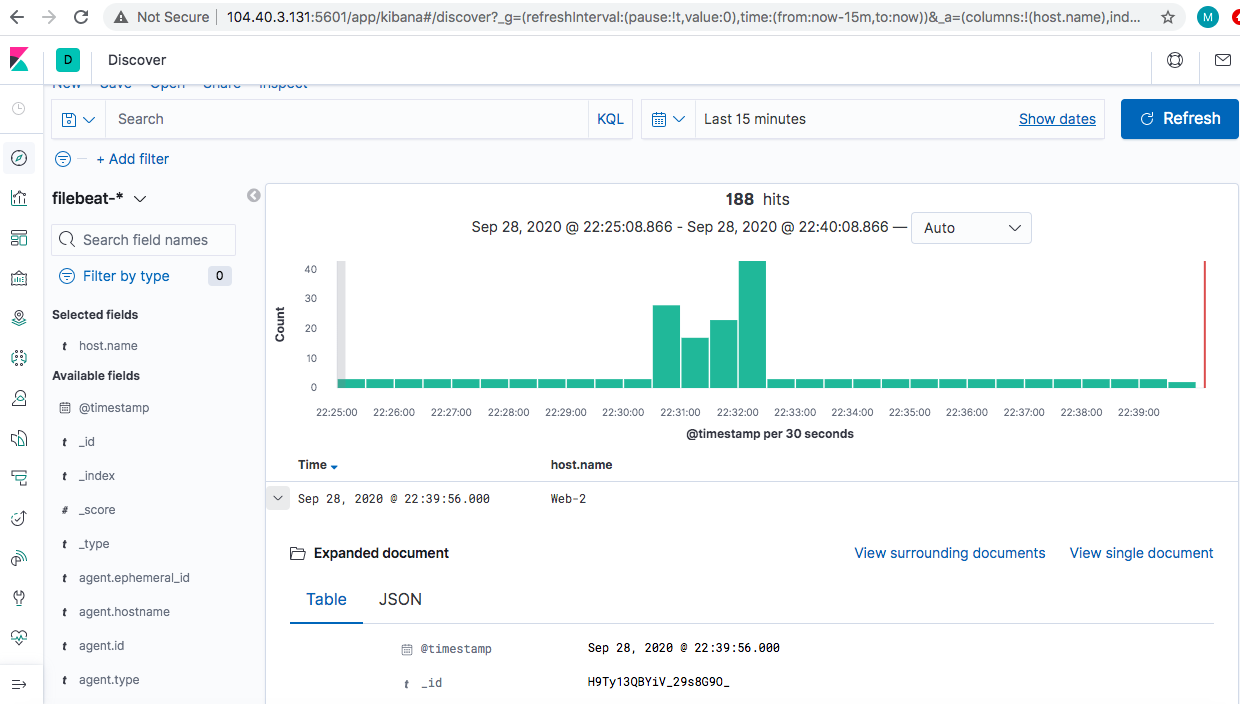 Not Secure 104.40.3.131:5601/app/kibana#/discover?_g=(refreshInterval:(pause:!t,value:0),time:(from:now-15m,to:now))&_a=(columns:!(host.name),ind... M
D Discover
New Save Open Share Inspect
Search KQL Last 15 minutes Show dates Refresh
+ Add filter
filebeat-*
Search field names
Filter by type 0
Selected fields
t host.name
Available fields
@timestamp
t _id
t _index
# _score
t _type
t agent.ephemeral_id
t agent.hostname
t agent.id
t agent.type
188 hits
Sep 28, 2020 @ 22:25:08.866 - Sep 28, 2020 @ 22:40:08.866 — Auto
Count
40
30
20
10
0
22:25:00 22:26:00 22:27:00 22:28:00 22:29:00 22:30:00 22:31:00 22:32:00 22:33:00 22:34:00 22:35:00 22:36:00 22:37:00 22:38:00 22:39:00
@timestamp per 30 seconds
Time host.name
Sep 28, 2020 @ 22:39:56.000 Web-2
Expanded document View surrounding documents View single document
Table JSON
@timestamp Sep 28, 2020 @ 22:39:56.000
t _id H9Ty13QBYiV_29s8G9O_